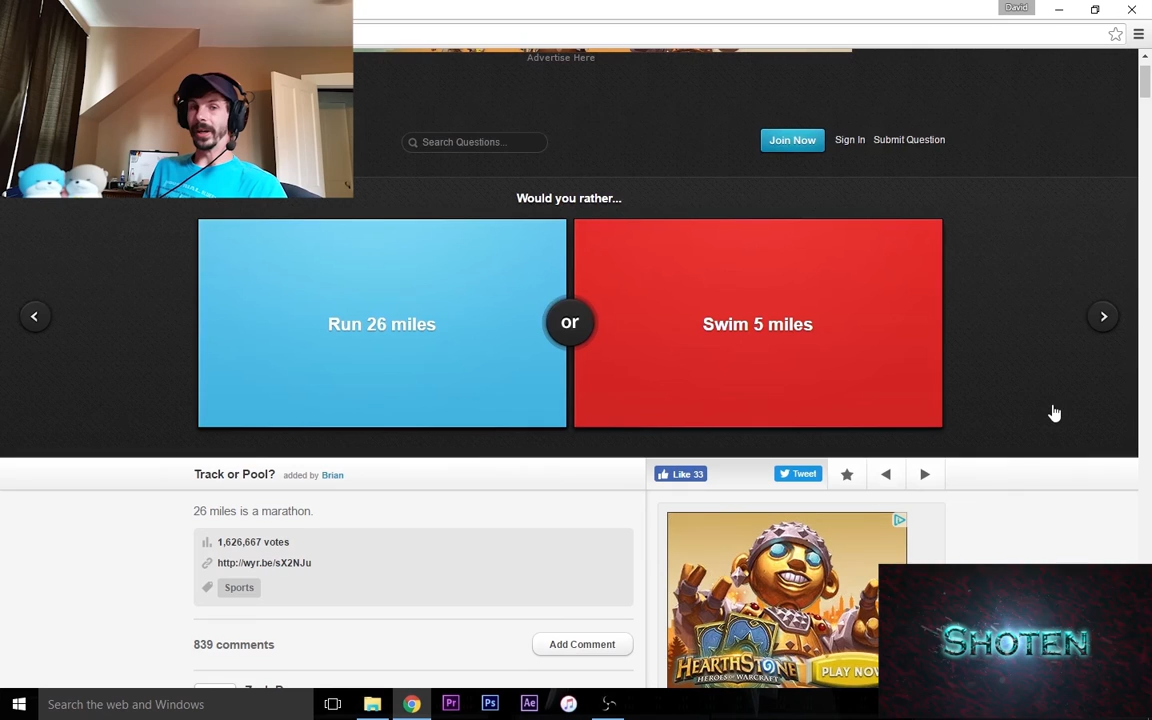 David
Advertise Here
Search Questions...
Join Now
Sign In
Submit Question
Would you rather...
Run 26 miles
or
Swim 5 miles
Track or Pool?
added by Brian
Like 33
Tweet
26 miles is a marathon.
1,626,667 votes
http://wyr.be/sX2NJu
Sports
839 comments
Add Comment
HEARTHSTONE
HEROES OF WARCRAFT
PLAY NOW
SHOTEN
Search the web and Windows
Pr
Ps
Ae